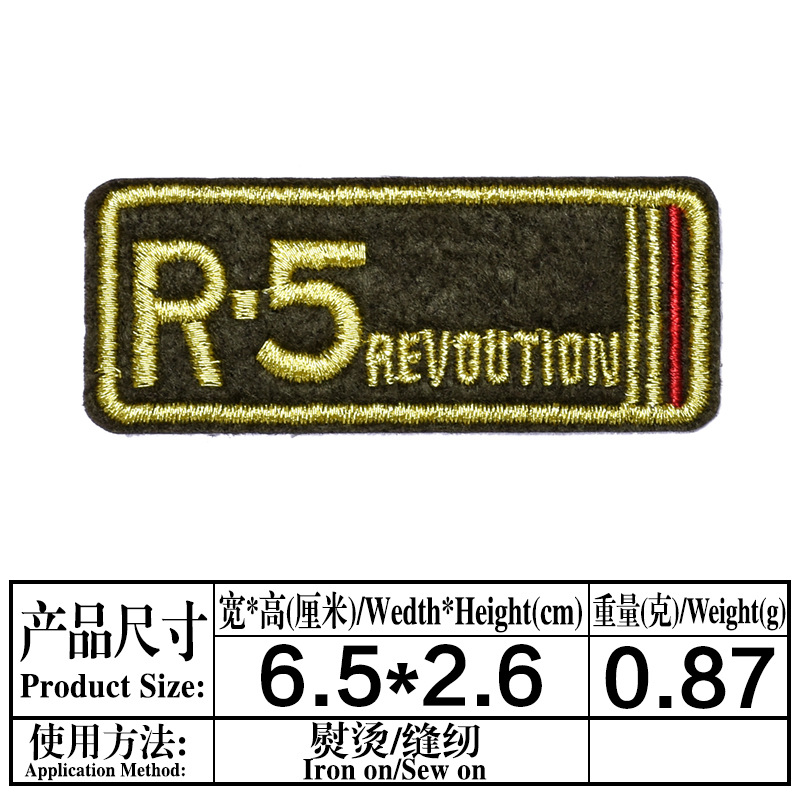 R-5
REVOUTION
产品尺寸
Product Size:
宽*高(厘米)/Wedth*Height(cm)
重量(克)/Weight(g)
6.5*2.6
0.87
使用方法:
Application Method:
熨烫/缝纫
Iron on/Sew on